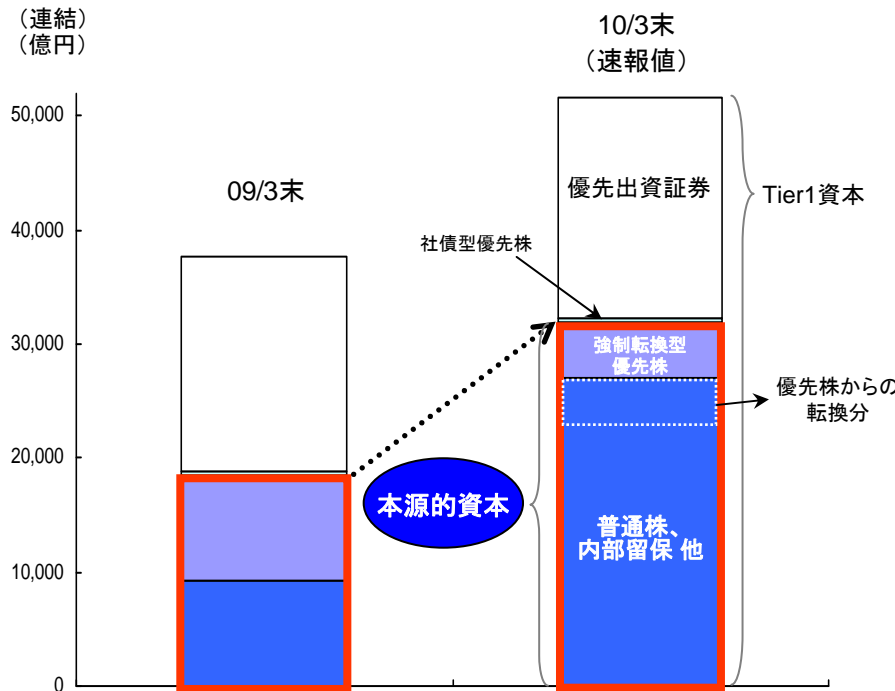 （連結）
（億円）
10/3末
（速報値）
50,000
40,000
30,000
20,000
10,000
0
09/3末
優先出資証券
Tier1資本
社債型優先株
強制転換型
優先株
優先株からの
転換分
本源的資本
普通株、
内部留保 他